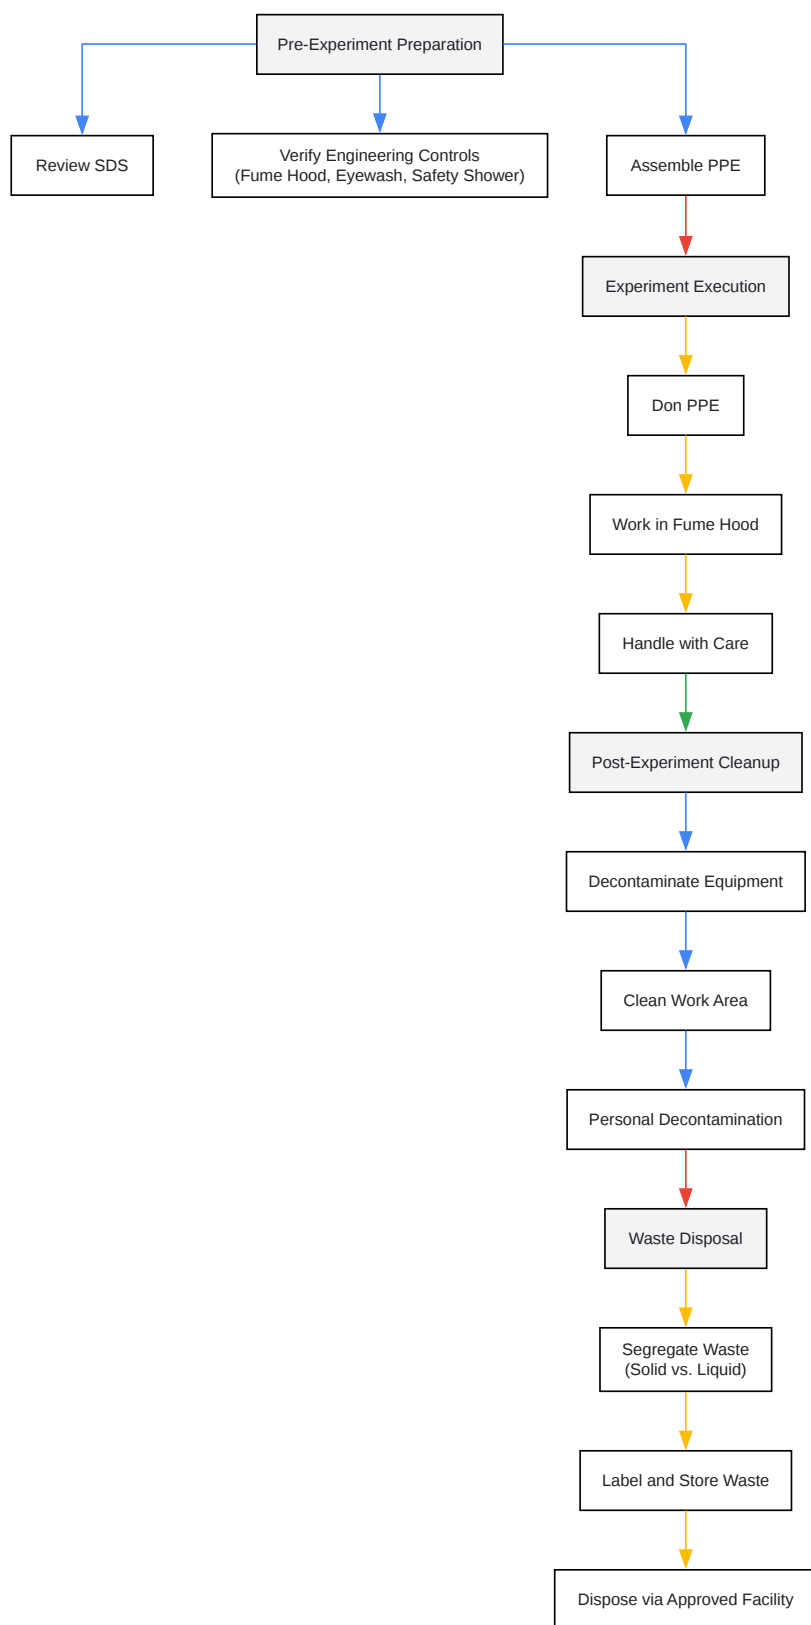 Pre-Experiment Preparation
Review SDS
Verify Engineering Controls
(Fume Hood, Eyewash, Safety Shower)
Assemble PPE
Experiment Execution
Don PPE
Work in Fume Hood
Handle with Care
Post-Experiment Cleanup
Decontaminate Equipment
Clean Work Area
Personal Decontamination
Waste Disposal
Segregate Waste
(Solid vs. Liquid)
Label and Store Waste
Dispose via Approved Facility